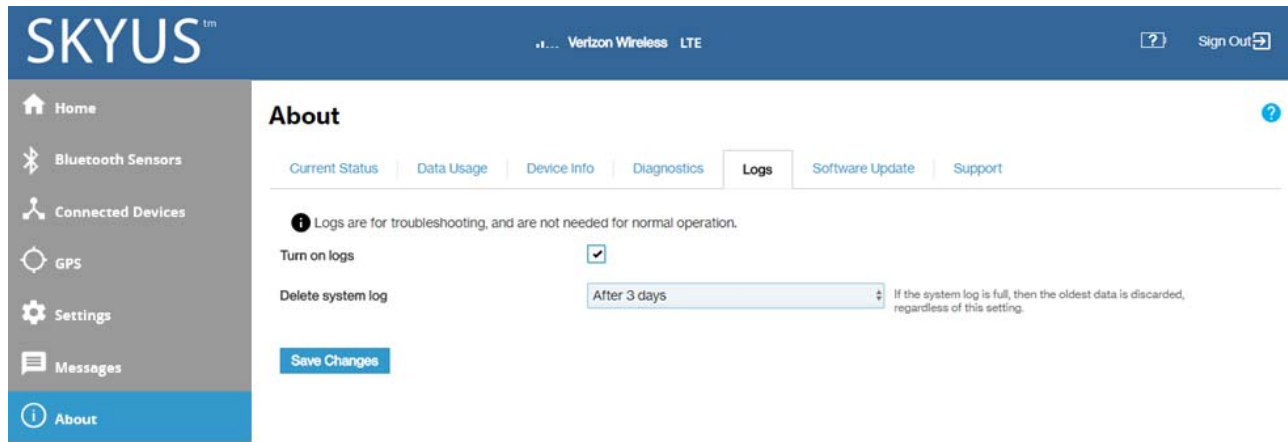 SKYUS™
Verizon Wireless LTE
? Sign Out
Home
Bluetooth Sensors
Connected Devices
GPS
Settings
Messages
About
About
?
Current Status Data Usage Device Info Diagnostics Logs Software Update Support
Logs are for troubleshooting, and are not needed for normal operation.
Turn on logs
Delete system log After 3 days If the system log is full, then the oldest data is discarded,
regardless of this setting.
Save Changes